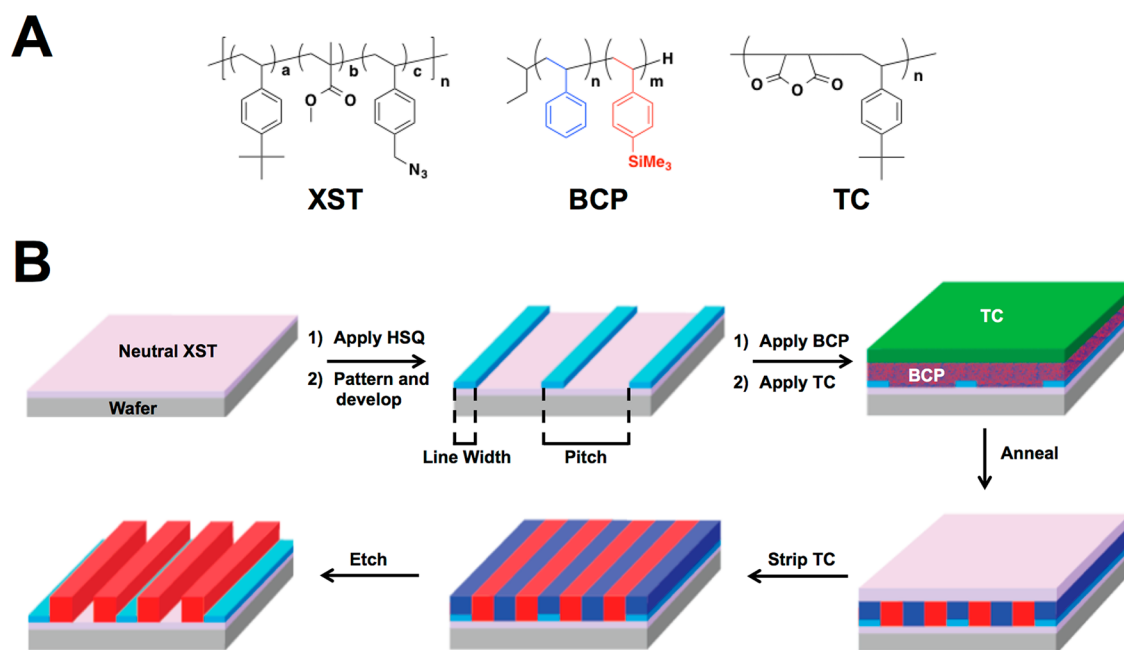 A
a
b
c
n
O
O
N3
XST
n
m
H
SiMe3
BCP
O
O
O
n
TC
B
Neutral XST
Wafer
1) Apply HSQ
2) Pattern and
develop
Line Width
Pitch
1) Apply BCP
2) Apply TC
TC
BCP
Anneal
Strip TC
Etch